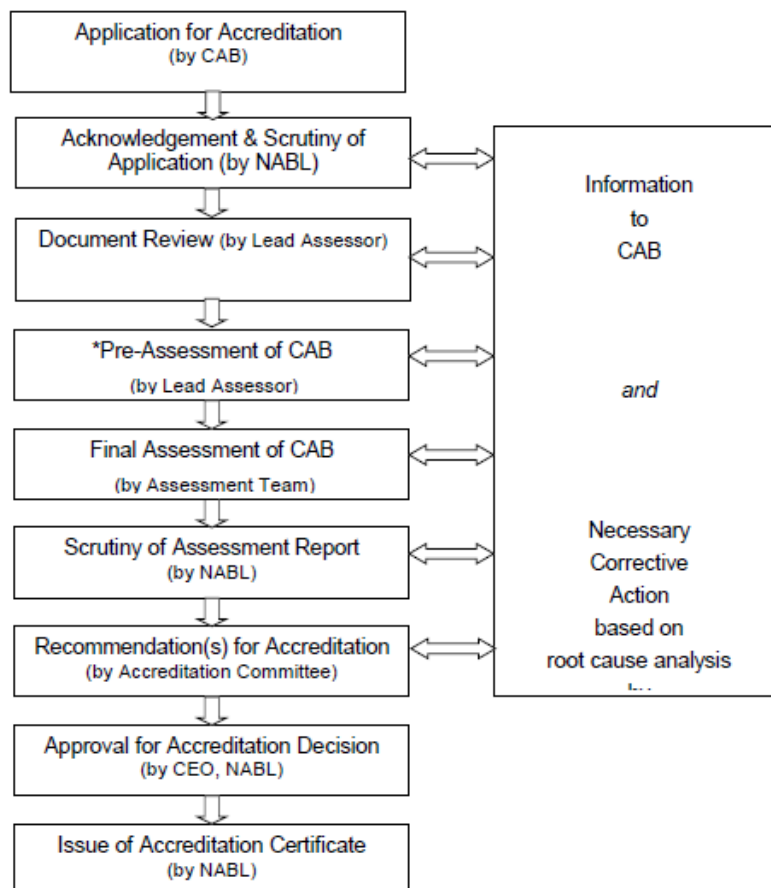 Application for Accreditation
(by CAB)
Acknowledgement & Scrutiny of
Application (by NABL)
Document Review (by Lead Assessor)
*Pre-Assessment of CAB
(by Lead Assessor)
Final Assessment of CAB
(by Assessment Team)
Scrutiny of Assessment Report
(by NABL)
Recommendation(s) for Accreditation
(by Accreditation Committee)
Approval for Accreditation Decision
(by CEO, NABL)
Issue of Accreditation Certificate
(by NABL)
Information
to
CAB
and
Necessary
Corrective
Action
based on
root cause analysis